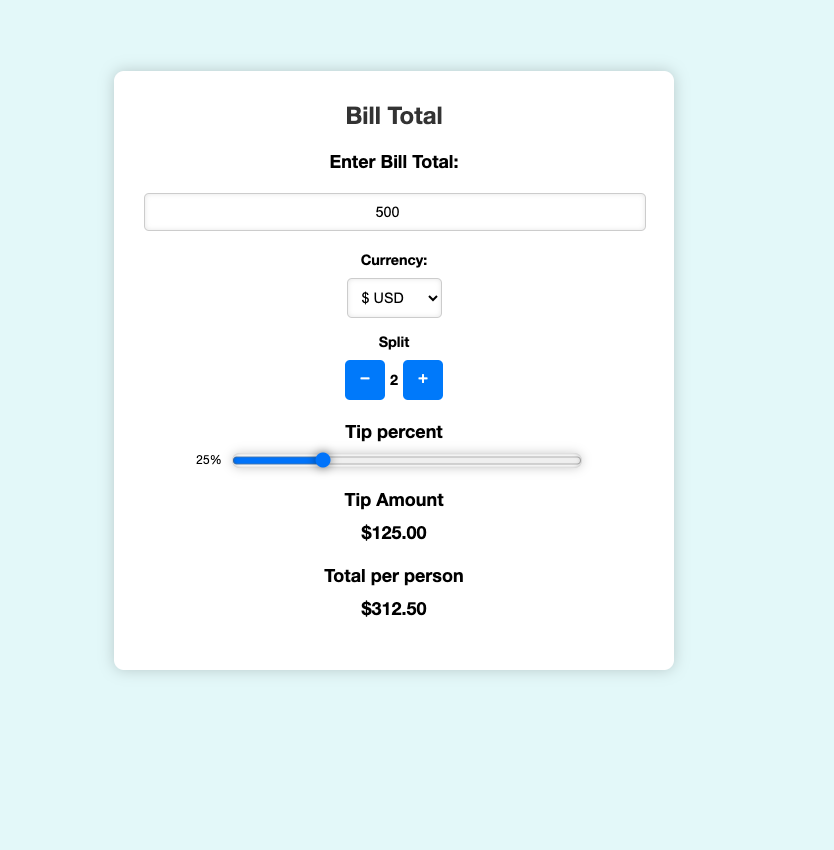 Bill Total
Enter Bill Total:
500
Currency:
$ USD
Split
− 2 +
Tip percent
25%
Tip Amount
$125.00
Total per person
$312.50